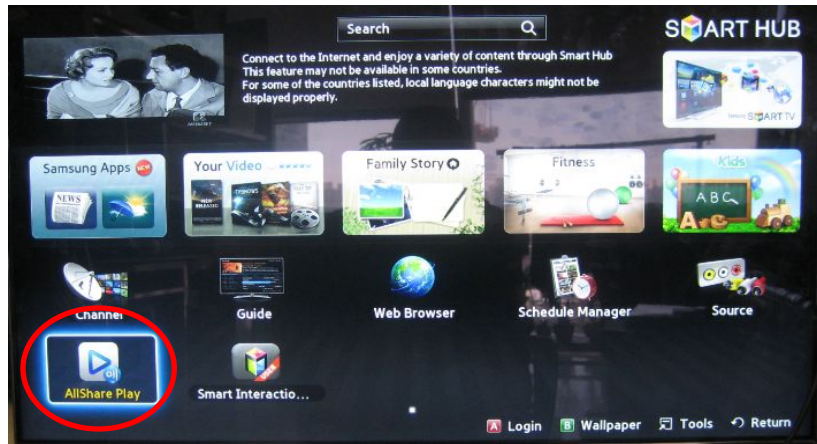 Search
SMART HUB
Connect to the Internet and enjoy a variety of content through Smart Hub
This feature may not be available in some countries.
For some of the countries listed, local language characters might not be
displayed properly.
SMART TV
Samsung Apps NEW
Your Video
Family Story
Fitness
Kids
NEWS
ABC
A C
Channel
Guide
Web Browser
Schedule Manager
Source
AllShare Play
Smart Interactio...
A Login B Wallpaper Tools Return